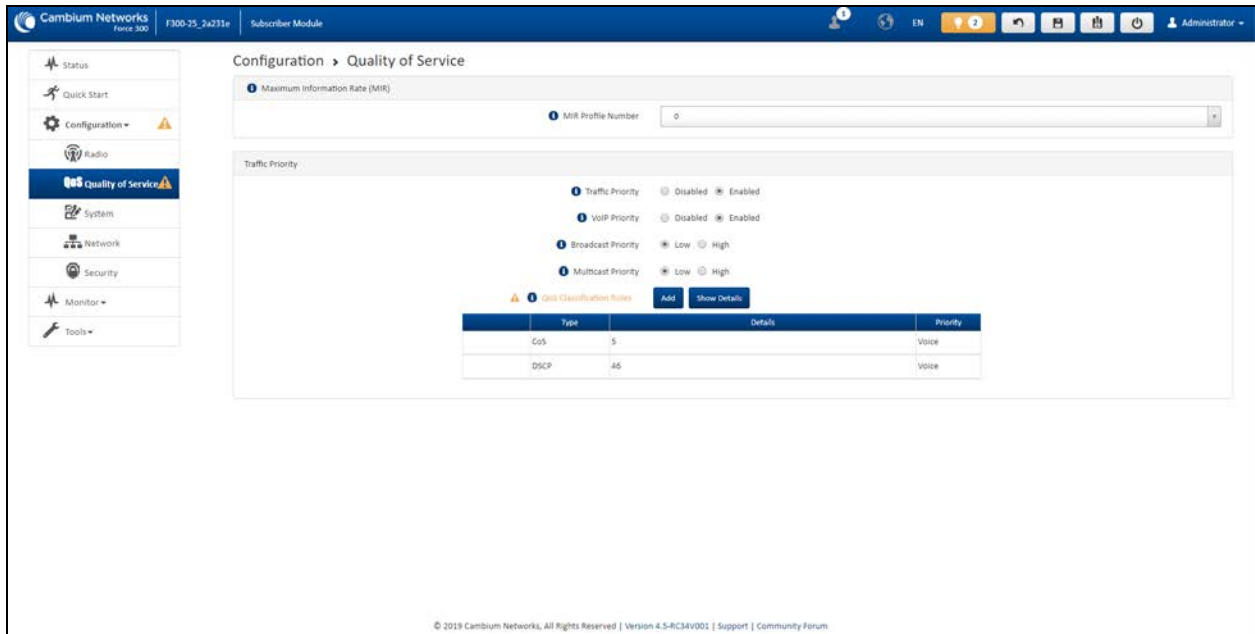 Cambium Networks
Force 300
F300-25_2a231e
Subscriber Module
1
EN
2
Administrator
Status
Quick Start
Configuration
Radio
QoS Quality of Service
System
Network
Security
Monitor
Tools
Configuration > Quality of Service
Maximum Information Rate (MIR)
MIR Profile Number 0
Traffic Priority
Traffic Priority Disabled Enabled
VoIP Priority Disabled Enabled
Broadcast Priority Low High
Multicast Priority Low High
QoS Classification Rules Add Show Details
Type Details Priority
CoS 5 Voice
DSCP 46 Voice
© 2019 Cambium Networks, All Rights Reserved | Version 4.5-RC34V001 | Support | Community Forum